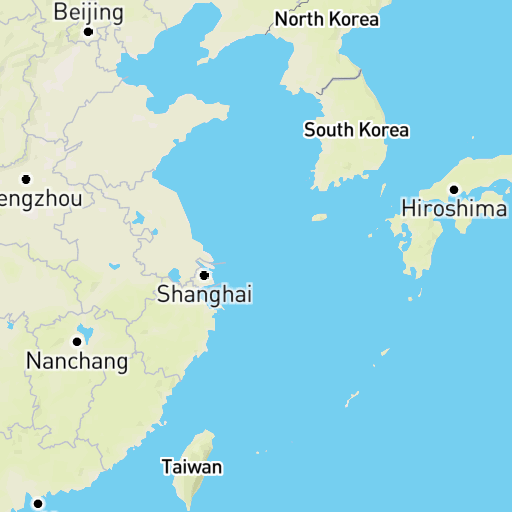 Beijing
North Korea
South Korea
engzhou
Hiroshima
Shanghai
Nanchang
Taiwan